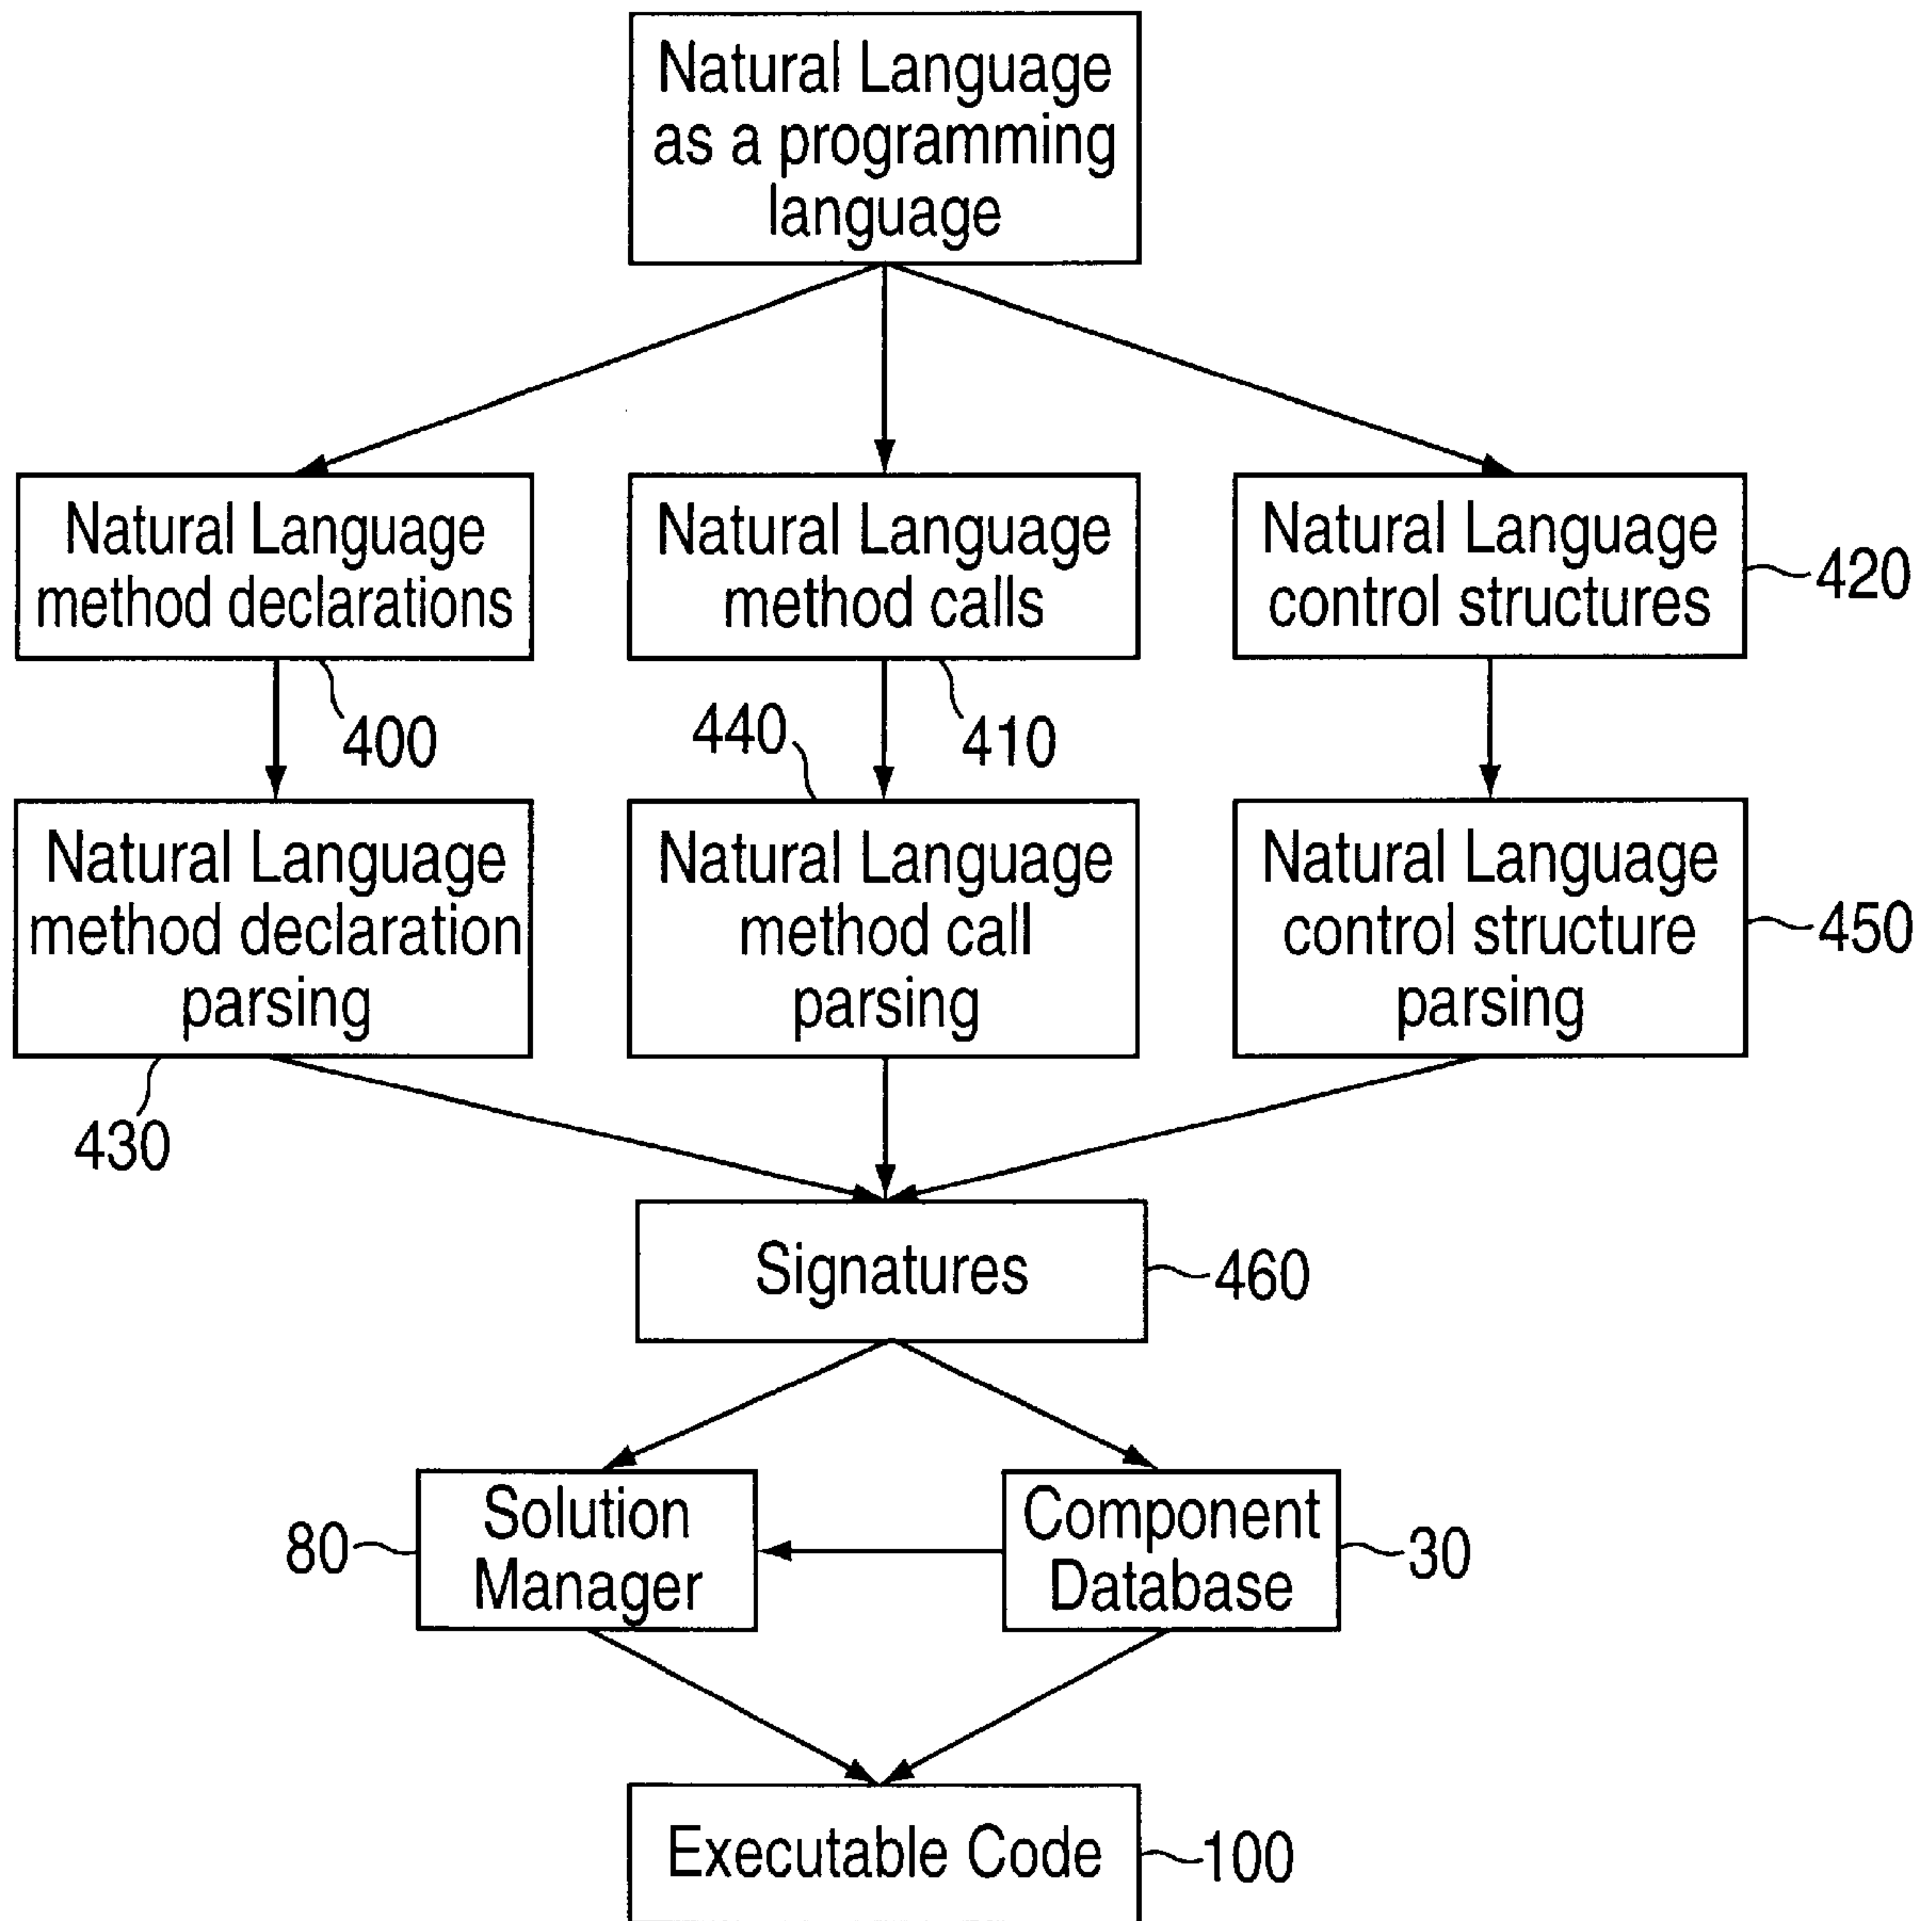 Natural Language
as a programming
language
Natural Language
method declarations
400
Natural Language
method calls
410
Natural Language
control structures
420
Natural Language
method declaration
parsing
430
440
Natural Language
method call
parsing
Natural Language
control structure
parsing
450
Signatures
460
80
Solution
Manager
Component
Database
30
Executable Code
100